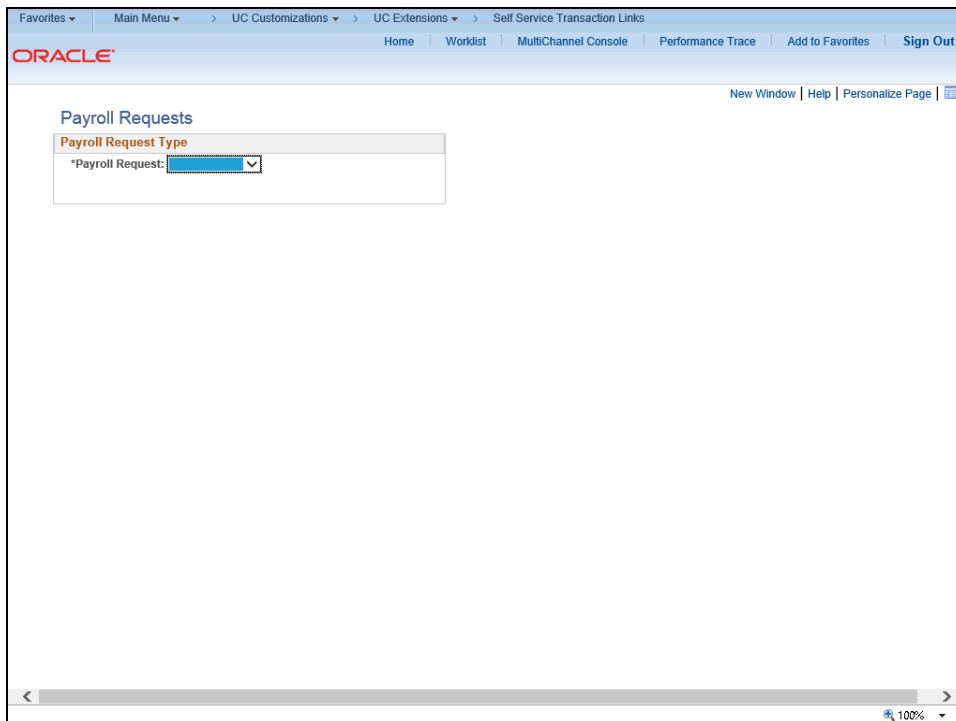 Favorites Main Menu > UC Customizations > UC Extensions > Self Service Transaction Links
Home Worklist MultiChannel Console Performance Trace Add to Favorites Sign Out
ORACLE
New Window | Help | Personalize Page |
Payroll Requests
Payroll Request Type
*Payroll Request:
100%